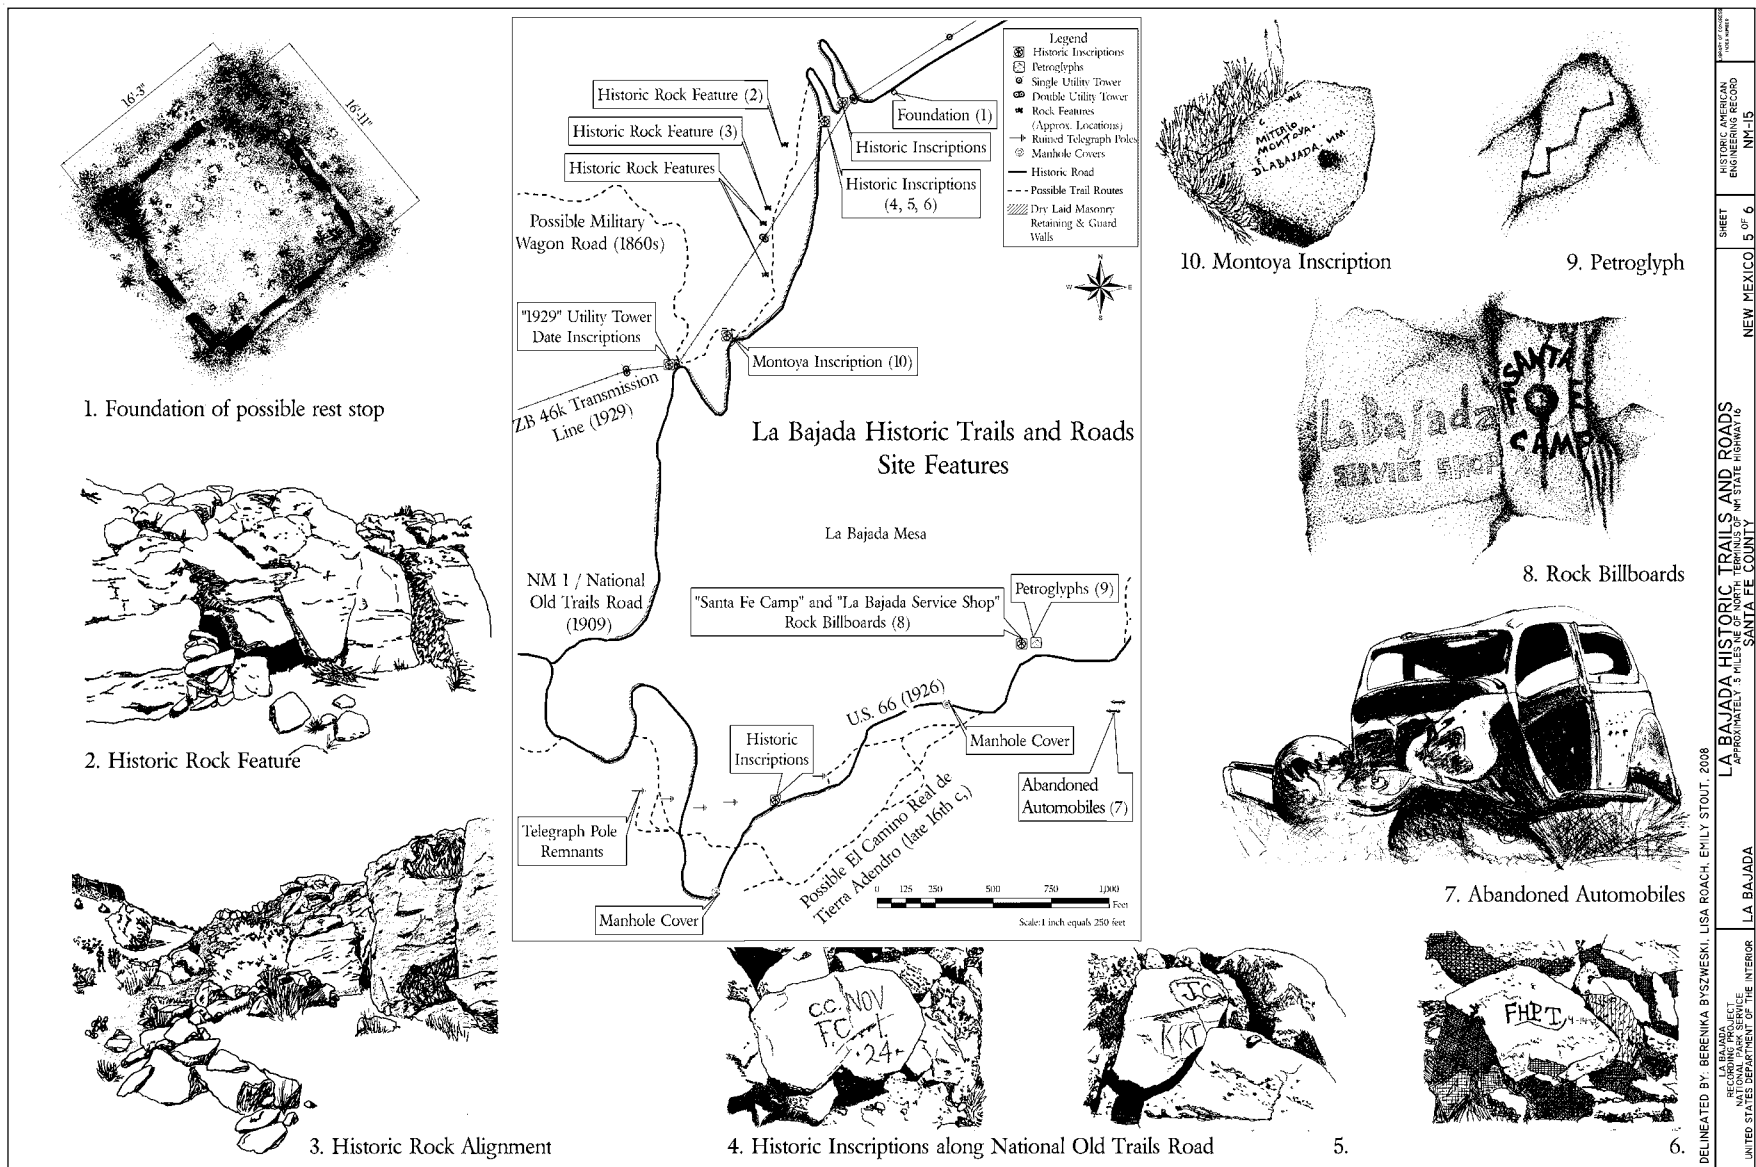 16'-3"
16'-11"
1. Foundation of possible rest stop
2. Historic Rock Feature
3. Historic Rock Alignment
Legend
Historic Inscriptions
Petroglyphs
Single Utility Tower
Double Utility Tower
Rock Features
(Approx. Locations)
Ruined Telegraph Poles
Manhole Covers
Historic Road
Possible Trail Routes
Dry Laid Masonry
Retaining & Guard
Walls
N
W
E
S
Historic Rock Feature (2)
Historic Rock Feature (3)
Historic Rock Features
Foundation (1)
Historic Inscriptions
Historic Inscriptions
(4, 5, 6)
Possible Military
Wagon Road (1860s)
"1929" Utility Tower
Date Inscriptions
Montoya Inscription (10)
ZB 46k Transmission
Line (1929)
La Bajada Historic Trails and Roads
Site Features
La Bajada Mesa
NM 1 / National
Old Trails Road
(1909)
"Santa Fe Camp" and "La Bajada Service Shop"
Rock Billboards (8)
Petroglyphs (9)
U.S. 66 (1926)
Historic
Inscriptions
Manhole Cover
Abandoned
Automobiles (7)
Telegraph Pole
Remnants
Possible El Camino Real de
Tierra Adendro (late 16th c,)
Manhole Cover
0 125 250 500 750 1,000
Feet
Scale: 1 inch equals 250 feet
C.C. NOV
F.C. 1
·24·
4. Historic Inscriptions along National Old Trails Road
JC
KKT
5.
FHPT
6.
MITERIO
MONTOYA.
DLABAJADA, NM.
10. Montoya Inscription
9. Petroglyph
La Bajada
SERVICE SHOP
SANTA
FE
CAMP
8. Rock Billboards
7. Abandoned Automobiles
DELINEATED BY: BERENIKA BYSZWESKI, LISA ROACH, EMILY STOUT, 2008
LA BAJADA
RECORDING PROJECT
NATIONAL PARK SERVICE
UNITED STATES DEPARTMENT OF THE INTERIOR
LA BAJADA HISTORIC TRAILS AND ROADS
APPROXIMATELY .5 MILES NE OF NORTH TERMINUS OF NM STATE HIGHWAY 16
LA BAJADA
SANTA FE COUNTY
NEW MEXICO
SHEET
5 OF 6
HISTORIC AMERICAN
ENGINEERING RECORD
NM-15
LIBRARY OF CONGRESS
INDEX NUMBER